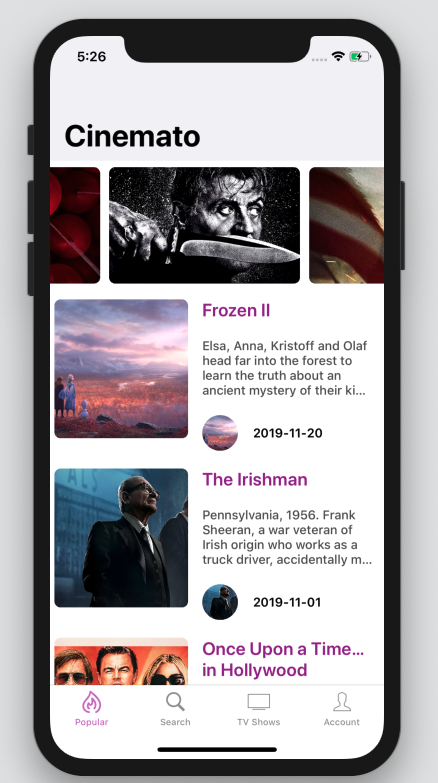 5:26
Cinemato
Frozen II
Elsa, Anna, Kristoff and Olaf
head far into the forest to
learn the truth about an
ancient mystery of their ki...
2019-11-20
The Irishman
Pennsylvania, 1956. Frank
Sheeran, a war veteran of
Irish origin who works as a
truck driver, accidentally m...
2019-11-01
Once Upon a Time...
in Hollywood
Popular
Search
TV Shows
Account